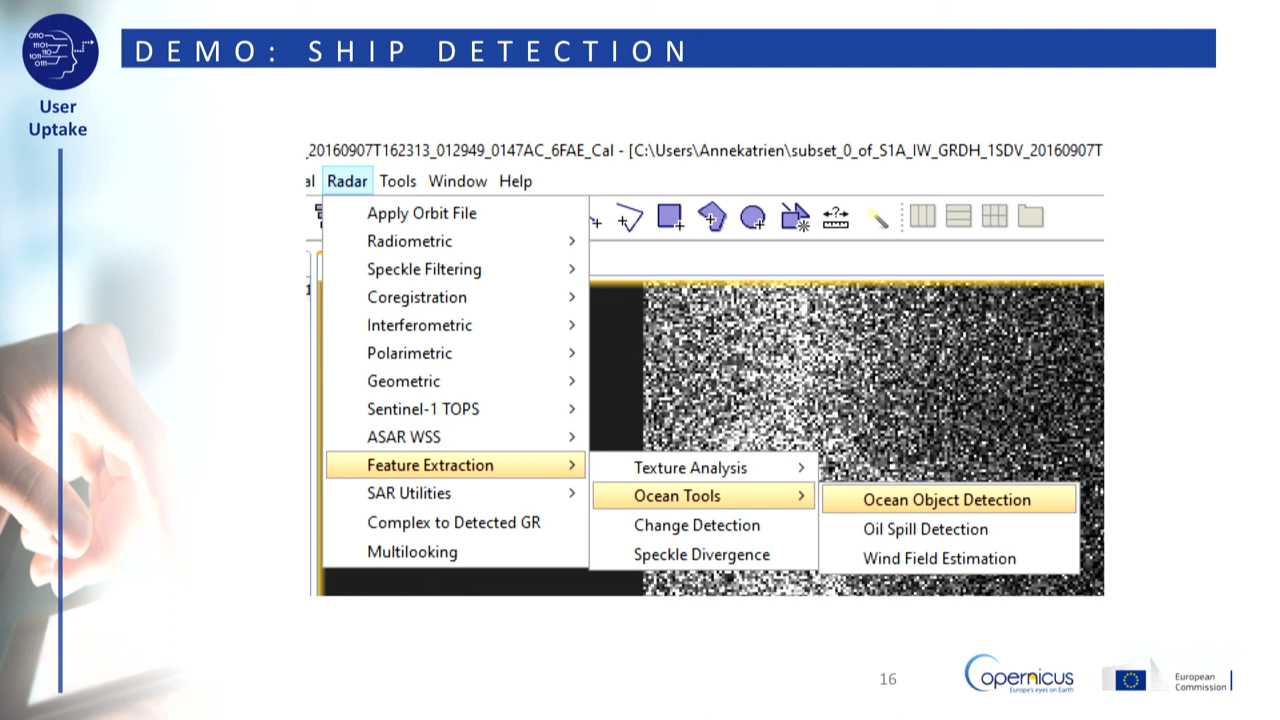 DEMO: SHIP DETECTION
User
Uptake
_20160907T162313_012949_0147AC_6FAE_Cal - [C:\Users\Annekatrien\subset_0_of_S1A_IW_GRDH_1SDV_20160907T
al Radar Tools Window Help
Apply Orbit File
Radiometric
Speckle Filtering
Coregistration
Interferometric
Polarimetric
Geometric
Sentinel-1 TOPS
ASAR WSS
Feature Extraction
SAR Utilities
Complex to Detected GR
Multilooking
Texture Analysis
Ocean Tools
Change Detection
Speckle Divergence
Ocean Object Detection
Oil Spill Detection
Wind Field Estimation
16
Copernicus
Europe's eyes on Earth
European
Commission